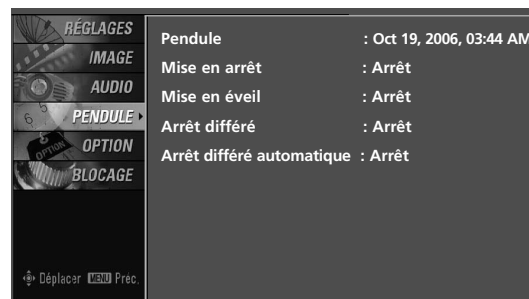 RÉGLAGES
IMAGE
AUDIO
PENDULE
OPTION
BLOCAGE
Déplacer MENU Préc.
Pendule : Oct 19, 2006, 03:44 AM
Mise en arrêt : Arrêt
Mise en éveil : Arrêt
Arrêt différé : Arrêt
Arrêt différé automatique : Arrêt